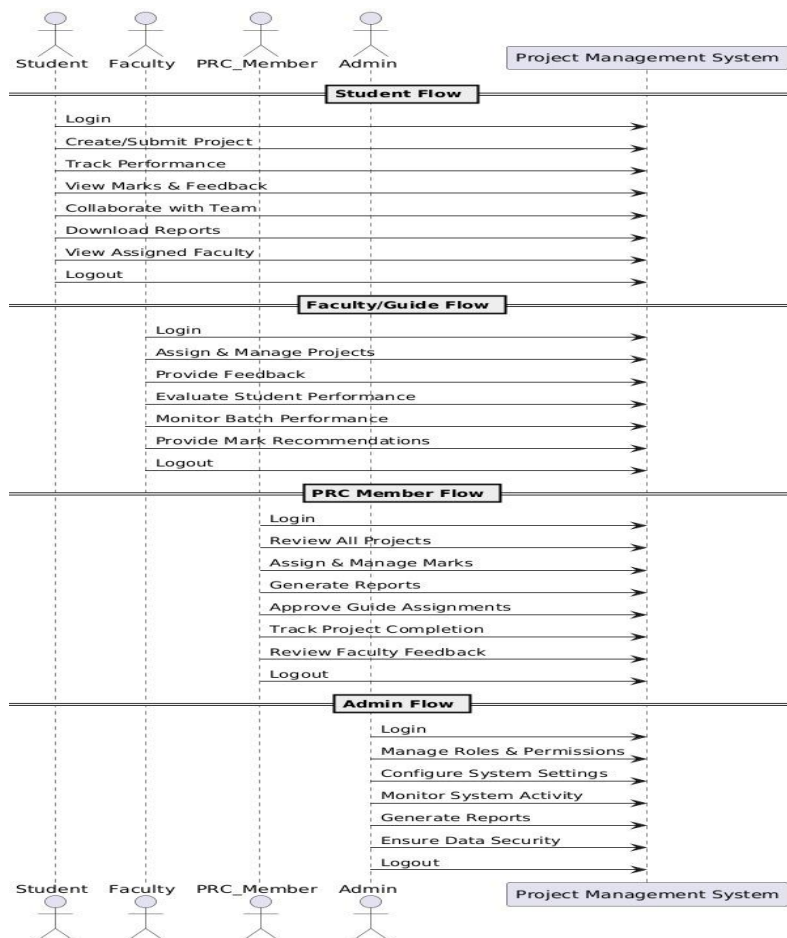 Student Faculty PRC_Member Admin Project Management System
Student Flow
Login
Create/Submit Project
Track Performance
View Marks & Feedback
Collaborate with Team
Download Reports
View Assigned Faculty
Logout
Faculty/Guide Flow
Login
Assign & Manage Projects
Provide Feedback
Evaluate Student Performance
Monitor Batch Performance
Provide Mark Recommendations
Logout
PRC Member Flow
Login
Review All Projects
Assign & Manage Marks
Generate Reports
Approve Guide Assignments
Track Project Completion
Review Faculty Feedback
Logout
Admin Flow
Login
Manage Roles & Permissions
Configure System Settings
Monitor System Activity
Generate Reports
Ensure Data Security
Logout
Student Faculty PRC_Member Admin Project Management System